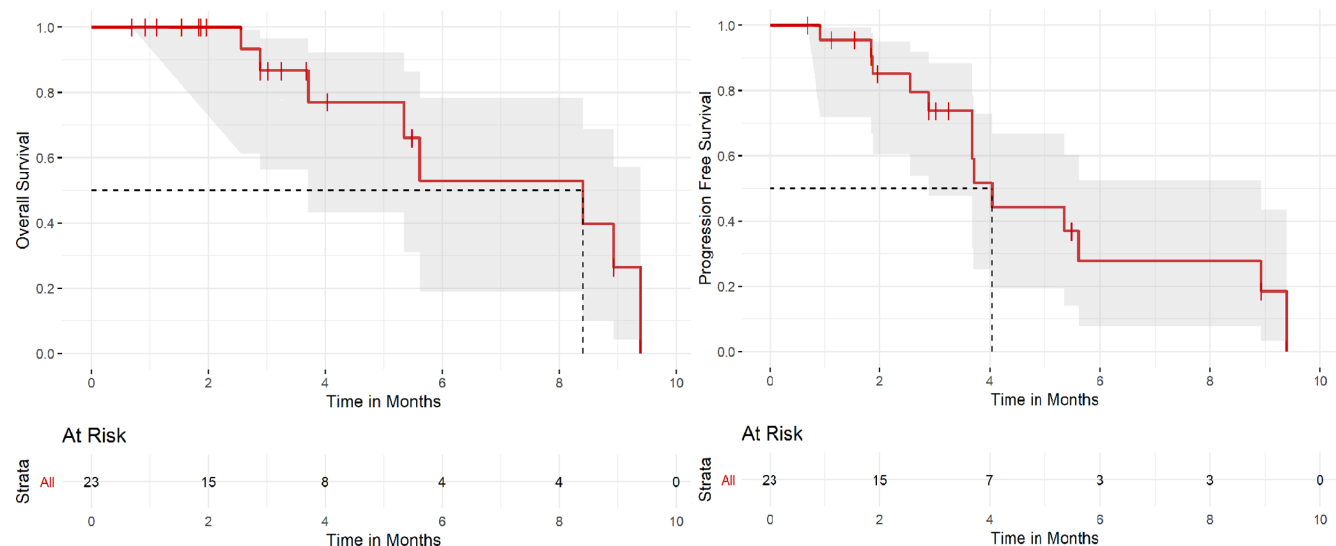 Overall Survival
1.0
0.8
0.6
0.4
0.2
0.0
0 2 4 6 8 10
Time in Months
At Risk
Strata
All 23 15 8 4 4 0
0 2 4 6 8 10
Time in Months
Progression Free Survival
1.0
0.8
0.6
0.4
0.2
0.0
0 2 4 6 8 10
Time in Months
At Risk
Strata
All 23 15 7 3 3 0
0 2 4 6 8 10
Time in Months